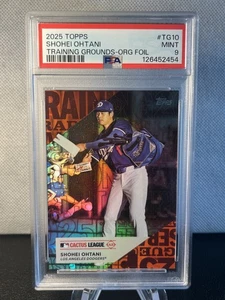 2025 TOPPS #TG10
SHOHEI OHTANI MINT
TRAINING GROUNDS-ORG FOIL 9
PSA 126452454
TRAIN
CACTUS LEAGUE
SHOHEI OHTANI
LOS ANGELES DODGERS